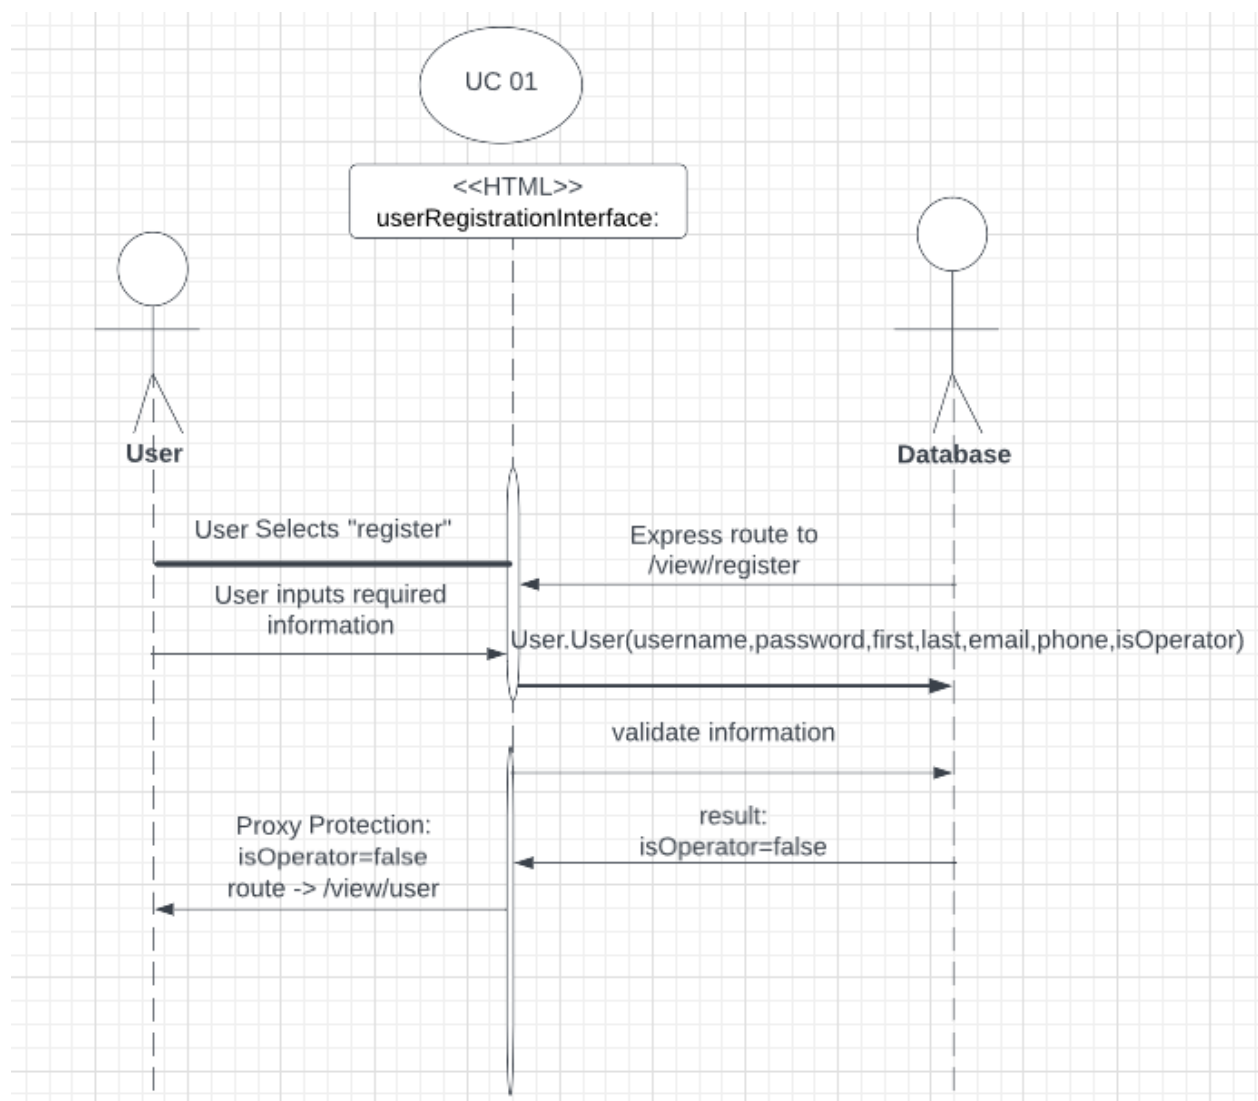 UC 01
<<HTML>>
userRegistrationInterface:
User
Database
User Selects "register"
Express route to
/view/register
User inputs required
information
User.User(username,password,first,last,email,phone,isOperator)
validate information
result:
isOperator=false
Proxy Protection:
isOperator=false
route -> /view/user